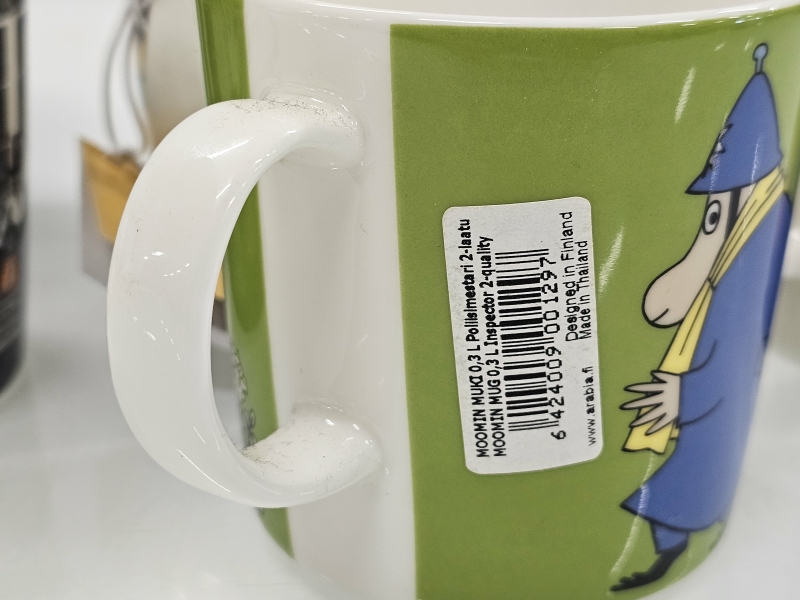 MOOMIN MUKI 0,3 L Poliisimestari 2-laatu
MOOMIN MUG 0,3 L Inspector 2-quality
6 424009 001297
Designed in Finland
Made in Thailand
www.arabia.fi